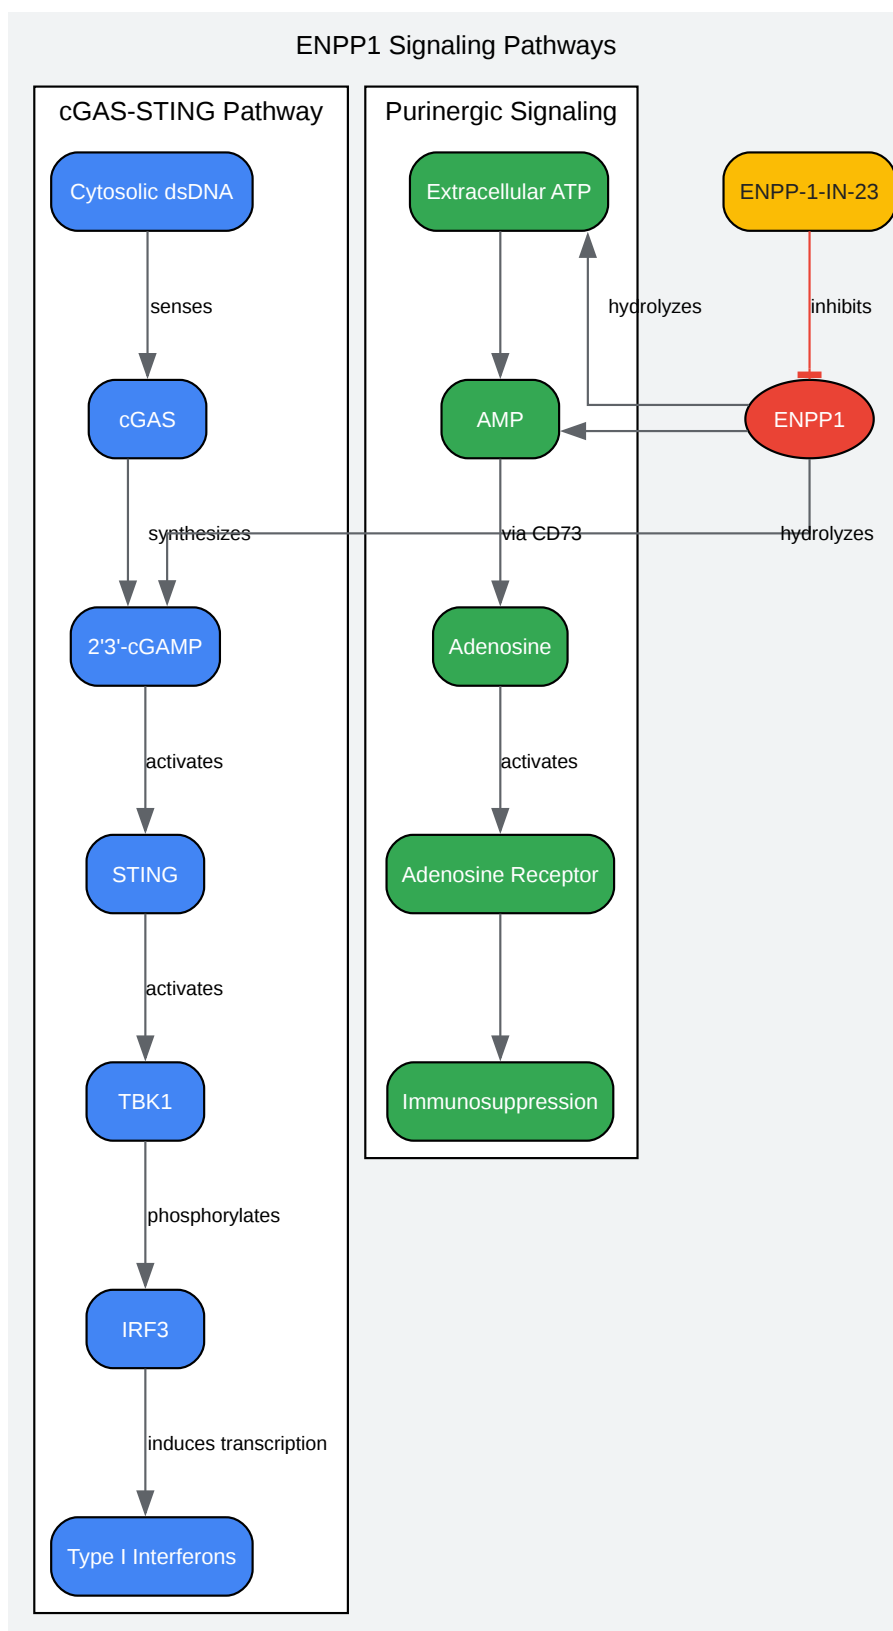 ENPP1 Signaling Pathways
cGAS-STING Pathway
Cytosolic dsDNA
senses
cGAS
synthesizes
2'3'-cGAMP
activates
STING
activates
TBK1
phosphorylates
IRF3
induces transcription
Type I Interferons
Purinergic Signaling
Extracellular ATP
AMP
via CD73
Adenosine
activates
Adenosine Receptor
Immunosuppression
ENPP-1-IN-23
inhibits
hydrolyzes
ENPP1
hydrolyzes